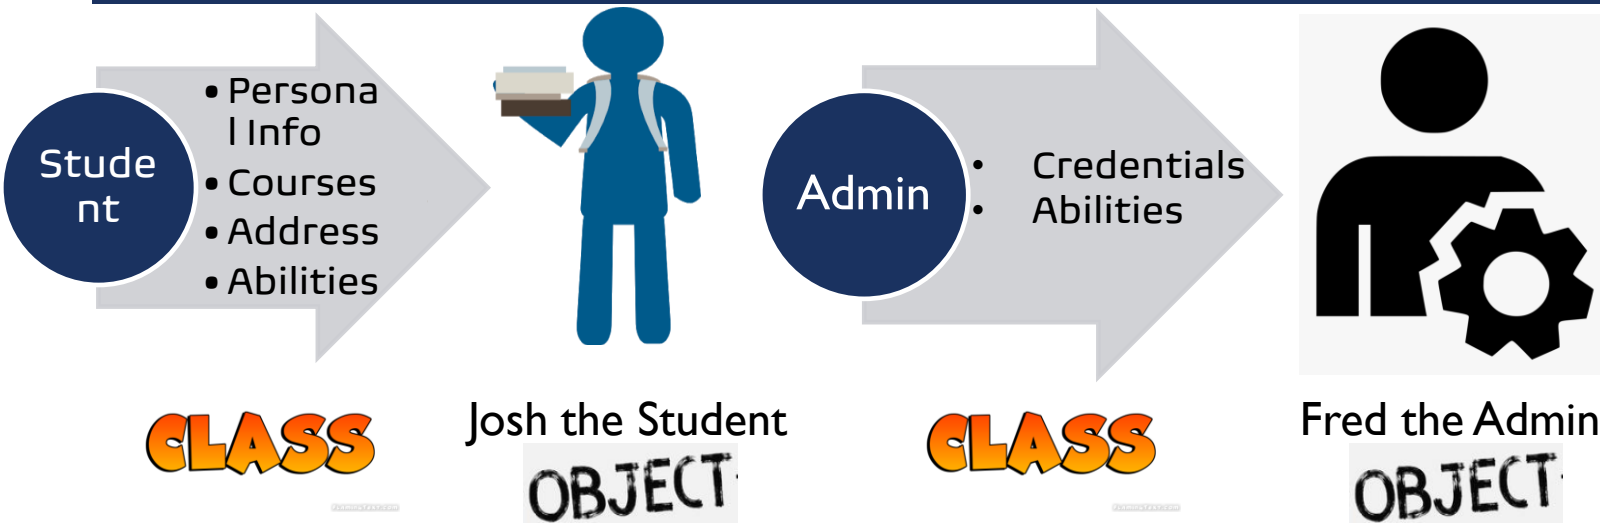 Stude
nt
• Persona
l Info
• Courses
• Address
• Abilities
Admin
• Credentials
• Abilities
CLASS
Josh the Student
OBJECT
CLASS
Fred the Admin
OBJECT